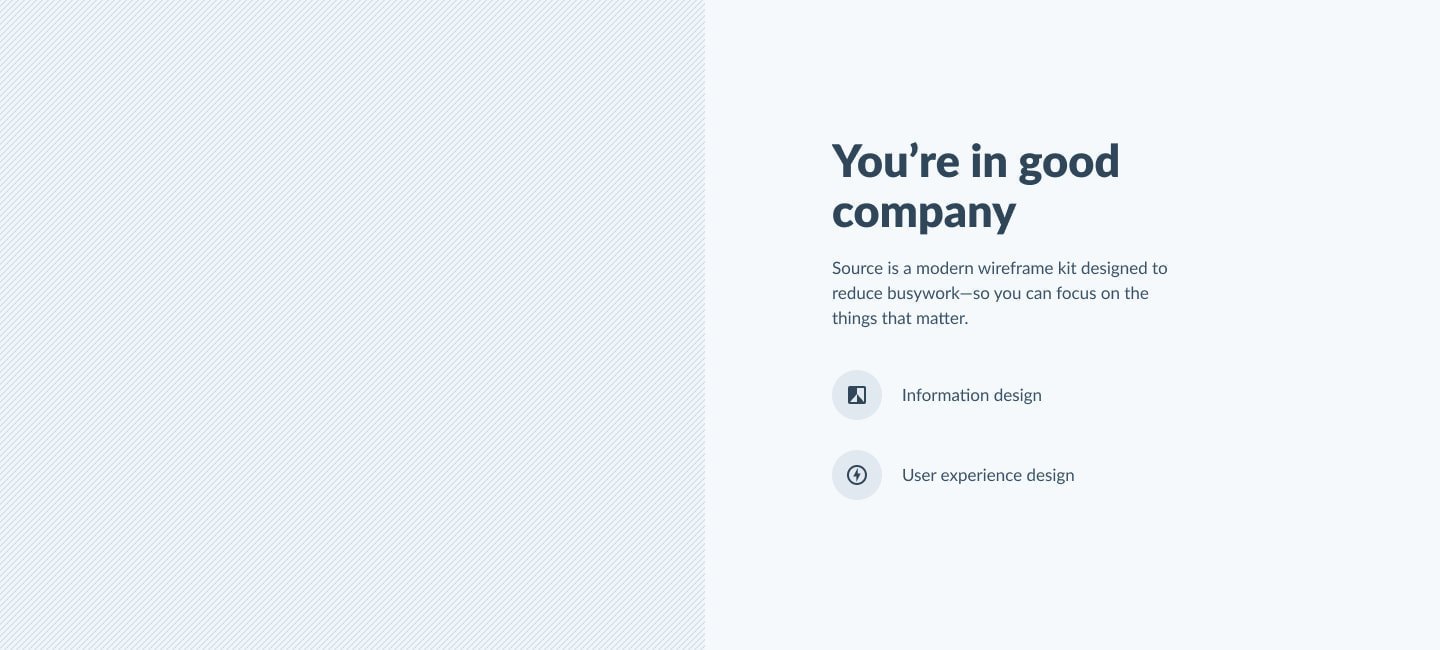 You’re in good
company
Source is a modern wireframe kit designed to
reduce busywork—so you can focus on the
things that matter.
Information design
User experience design